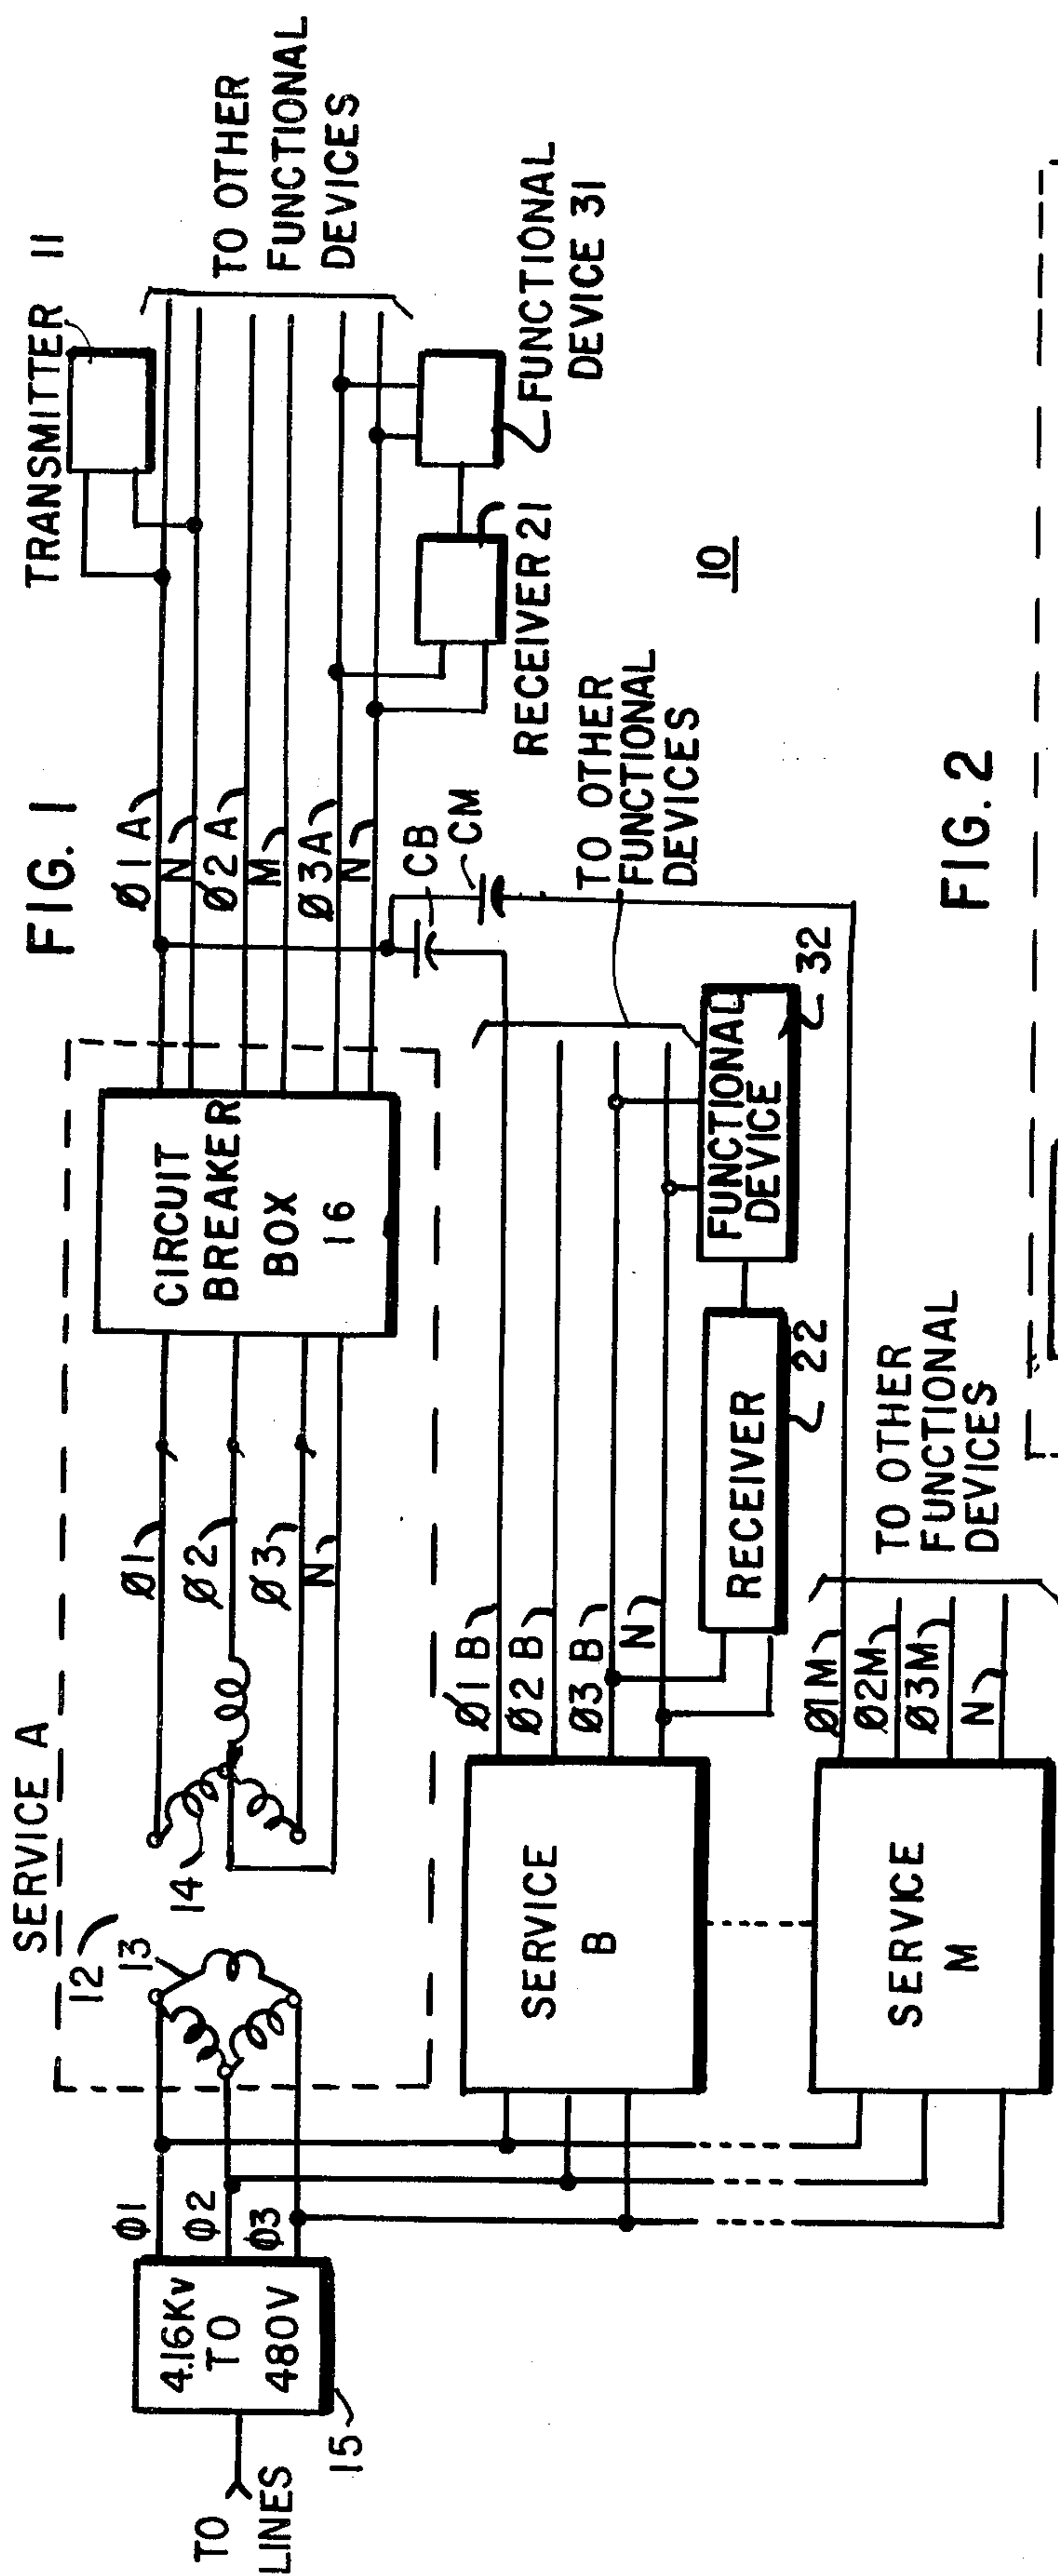 FIG. 1
TRANSMITTER 11
TO OTHER
FUNCTIONAL
DEVICES
SERVICE A
12
13
14
Ø1
Ø2
Ø3
N
CIRCUIT
BREAKER
BOX
16
Ø1A
N
Ø2A
M
Ø3A
N
CB
CM
RECEIVER 21
FUNCTIONAL
DEVICE 31
TO
LINES
4.16Kv
TO
480V
15
Ø1
Ø2
Ø3
SERVICE
B
Ø1B
Ø2B
Ø3B
N
RECEIVER
22
FUNCTIONAL
DEVICE
32
TO OTHER
FUNCTIONAL
DEVICES
10
SERVICE
M
Ø1M
Ø2M
Ø3M
N
TO OTHER
FUNCTIONAL
DEVICES
FIG. 2